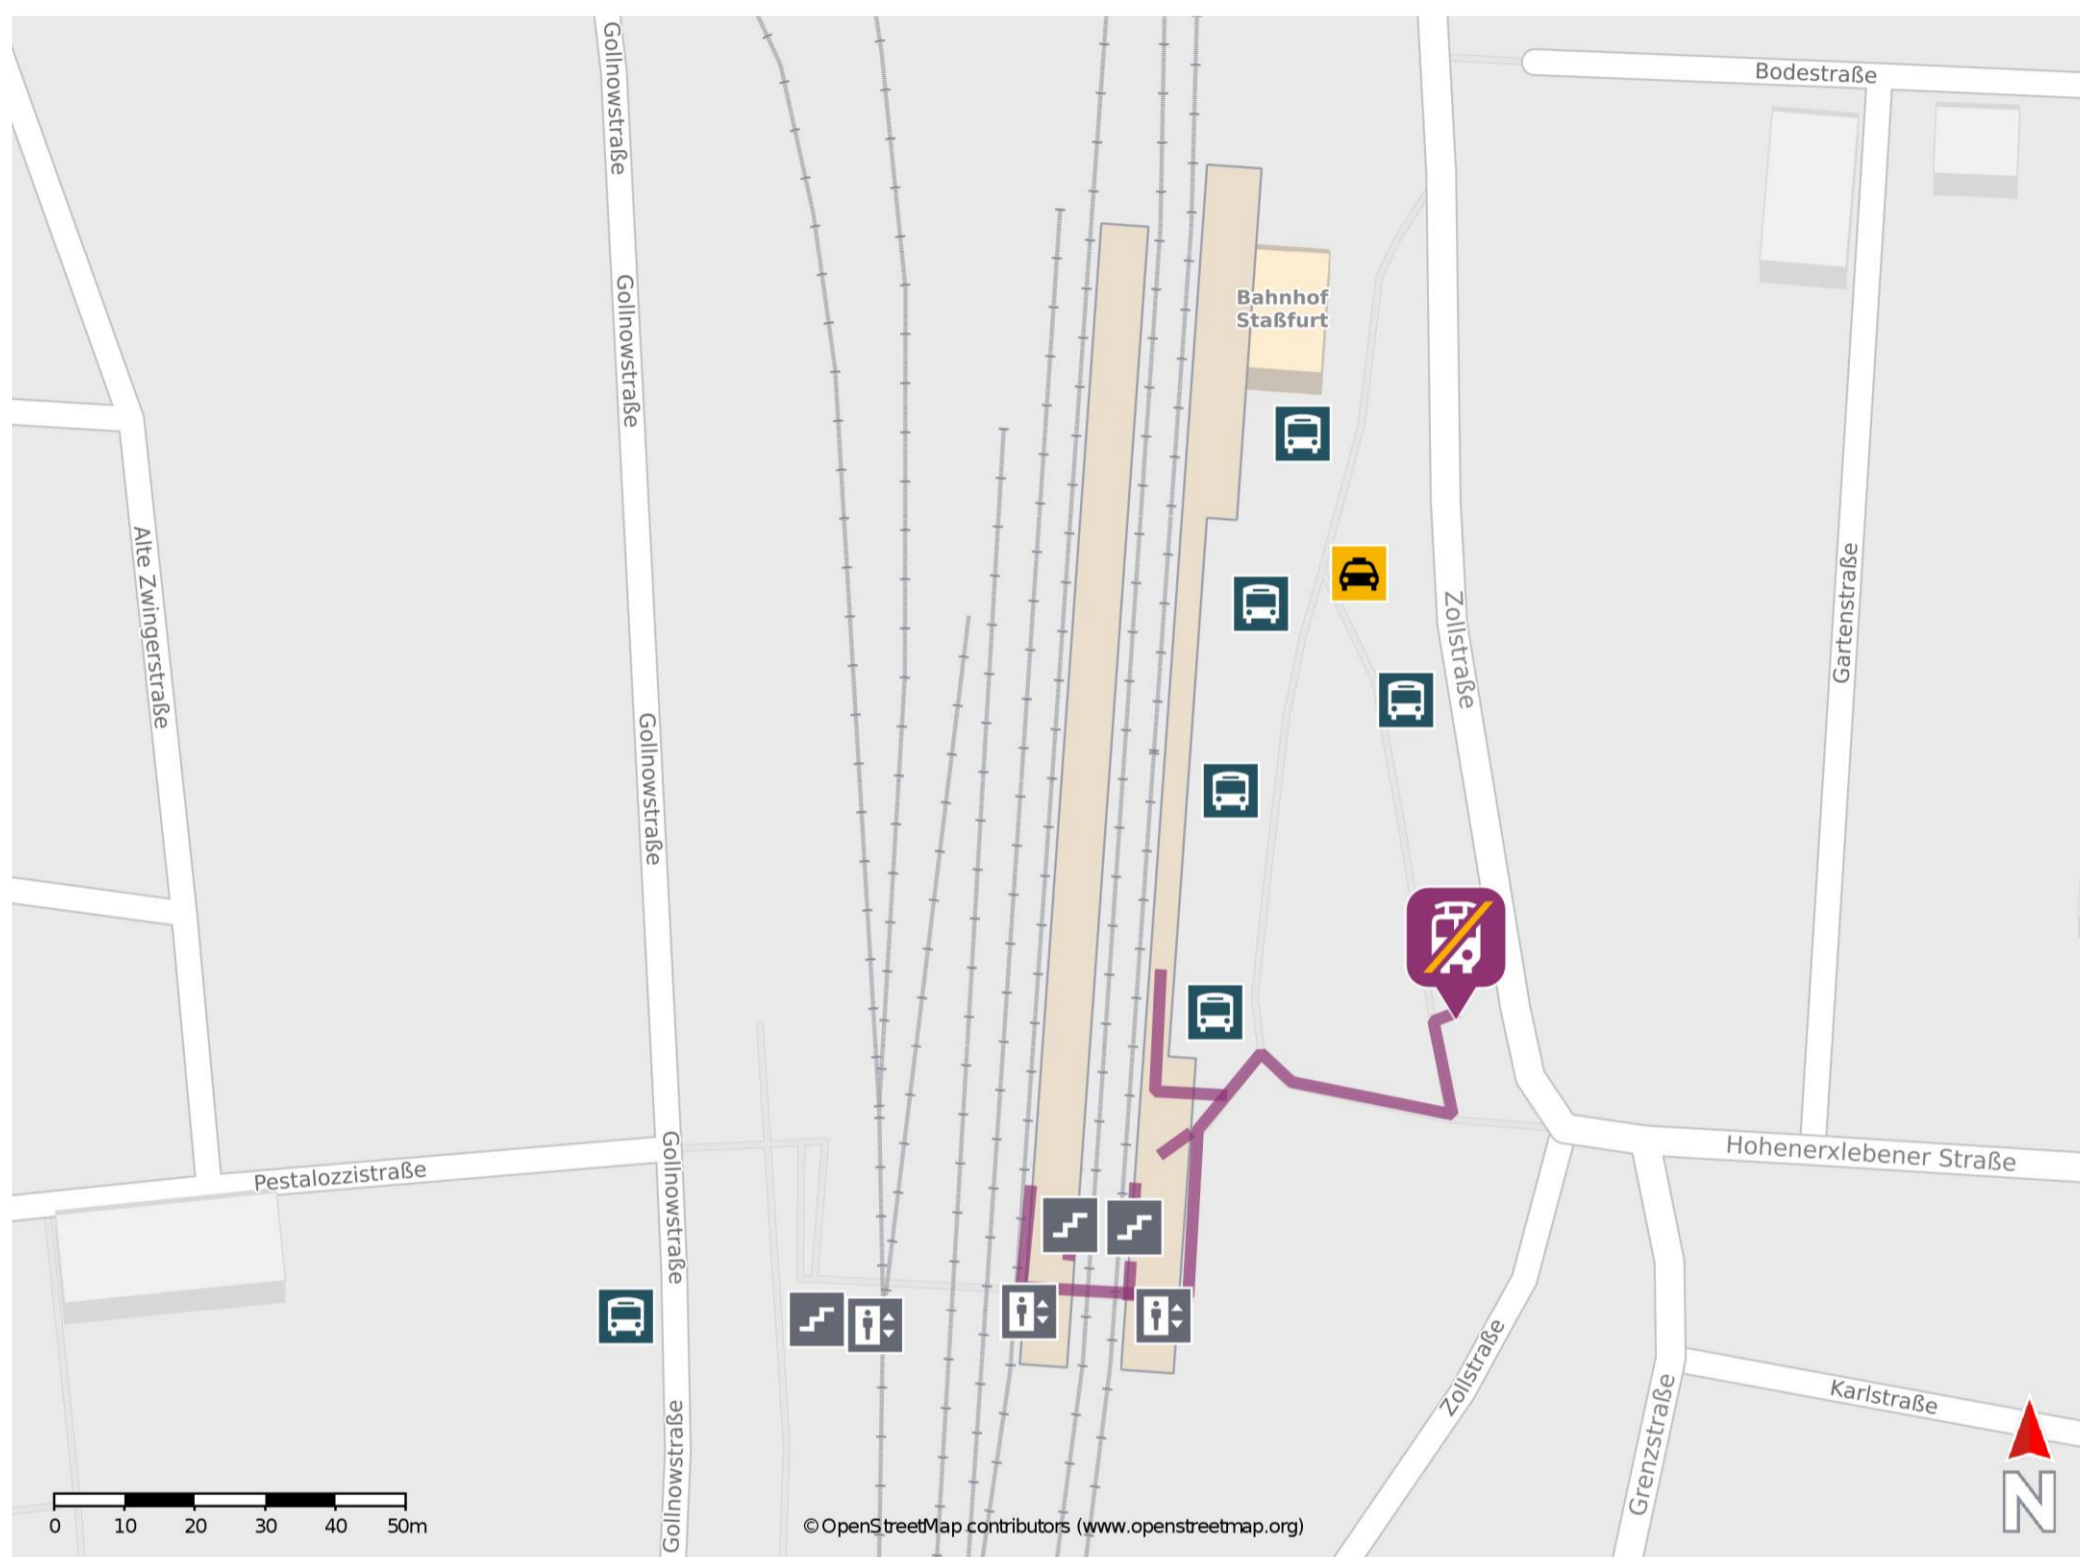 Gollnowstraße
Bodestraße
Bahnhof
Staßfurt
Gollnowstraße
Alte Zwingerstraße
Zollstraße
Gartenstraße
Gollnowstraße
Pestalozzistraße
Gollnowstraße
Hohenerxlebener Straße
Zollstraße
Karlstraße
Grenzstraße
Gollnowstraße
0 10 20 30 40 50m
© OpenStreetMap contributors (www.openstreetmap.org)
N